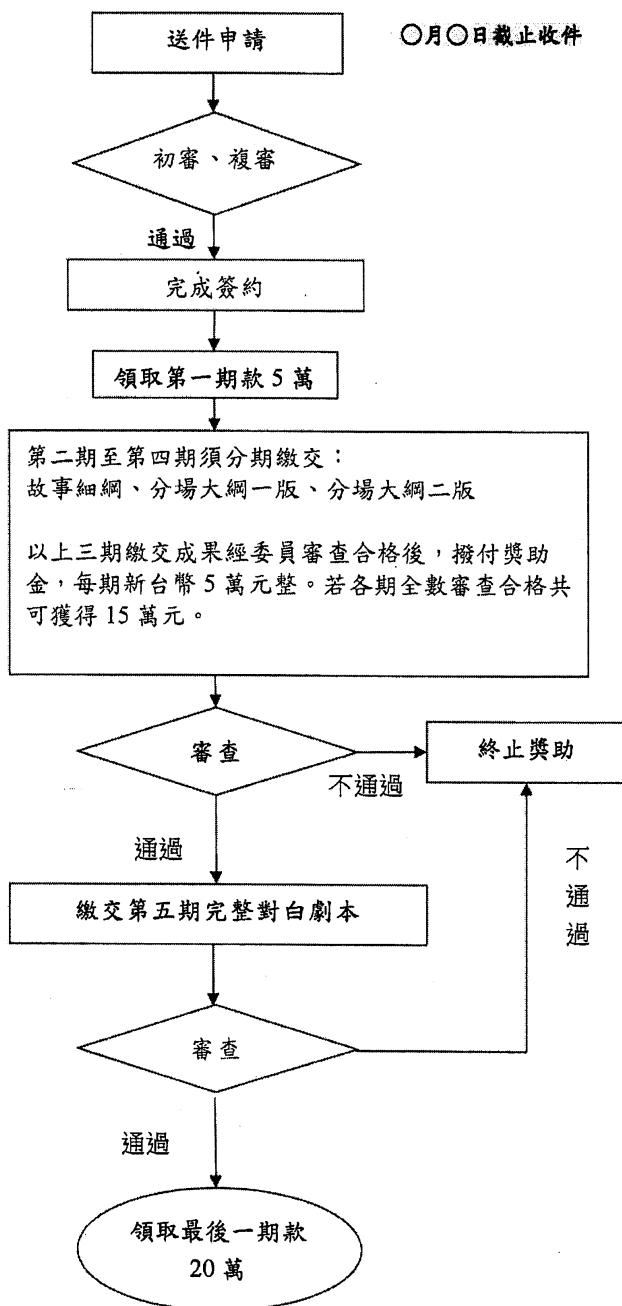 送件申請
○月○日截止收件
初審、複審
通過
完成簽約
領取第一期款 5 萬
第二期至第四期須分期繳交：
故事細綱、分場大綱一版、分場大綱二版
以上三期繳交成果經委員審查合格後，撥付獎助
金，每期新台幣 5 萬元整。若各期全數審查合格共
可獲得 15 萬元。
審查
終止獎助
不通過
通過
不通過
繳交第五期完整對白劇本
審查
通過
領取最後一期款
20 萬